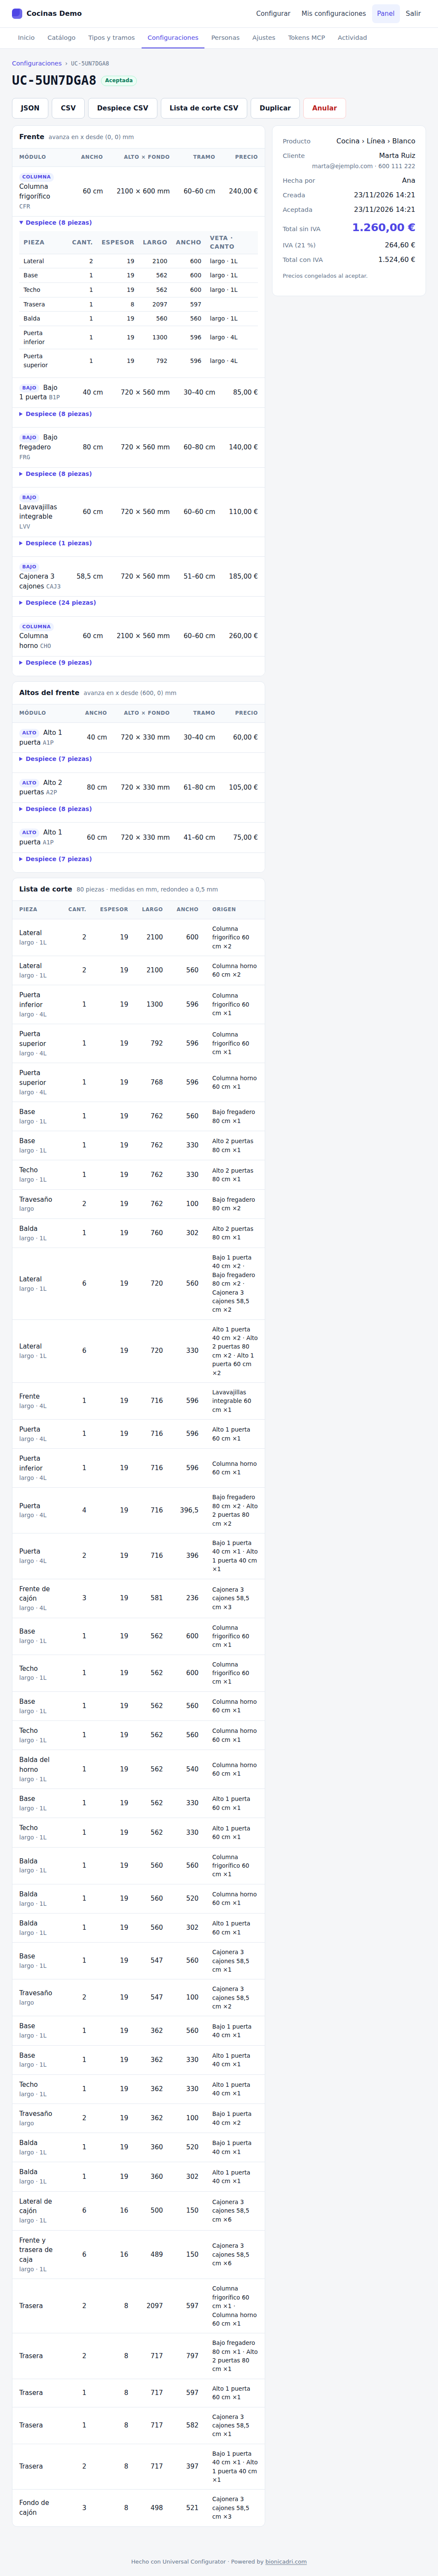 Cocinas Demo
Configurar Mis configuraciones Panel Salir
Inicio Catálogo Tipos y tramos Configuraciones Personas Ajustes Tokens MCP Actividad
Configuraciones › UC-5UN7DGA8
UC-5UN7DGA8 Aceptada
JSON CSV Despiece CSV Lista de corte CSV Duplicar Anular
Frente avanza en x desde (0, 0) mm
MÓDULO ANCHO ALTO × FONDO TRAMO PRECIO
COLUMNA
Columna
frigorífico
CFR
60 cm 2100 × 600 mm 60–60 cm 240,00 €
▼ Despiece (8 piezas)
PIEZA CANT. ESPESOR LARGO ANCHO VETA · CANTO
Lateral 2 19 2100 600 largo · 1L
Base 1 19 562 600 largo · 1L
Techo 1 19 562 600 largo · 1L
Trasera 1 8 2097 597
Balda 1 19 560 560 largo · 1L
Puerta inferior 1 19 1300 596 largo · 4L
Puerta superior 1 19 792 596 largo · 4L
BAJO Bajo
1 puerta B1P
40 cm 720 × 560 mm 30–40 cm 85,00 €
▶ Despiece (8 piezas)
BAJO Bajo
fregadero
FRG
80 cm 720 × 560 mm 60–80 cm 140,00 €
▶ Despiece (8 piezas)
BAJO
Lavavajillas
integrable
LVV
60 cm 720 × 560 mm 60–60 cm 110,00 €
▶ Despiece (1 piezas)
BAJO
Cajonera 3
cajones CAJ3
58,5 cm 720 × 560 mm 51–60 cm 185,00 €
▶ Despiece (24 piezas)
COLUMNA
Columna
horno CHO
60 cm 2100 × 560 mm 60–60 cm 260,00 €
▶ Despiece (9 piezas)
Producto Cocina › Línea › Blanco
Cliente Marta Ruiz
marta@ejemplo.com · 600 111 222
Hecha por Ana
Creada 23/11/2026 14:21
Aceptada 23/11/2026 14:21
Total sin IVA 1.260,00 €
IVA (21 %) 264,60 €
Total con IVA 1.524,60 €
Precios congelados al aceptar.
Altos del frente avanza en x desde (600, 0) mm
MÓDULO ANCHO ALTO × FONDO TRAMO PRECIO
ALTO Alto 1
puerta A1P
40 cm 720 × 330 mm 30–40 cm 60,00 €
▶ Despiece (7 piezas)
ALTO Alto 2
puertas A2P
80 cm 720 × 330 mm 61–80 cm 105,00 €
▶ Despiece (8 piezas)
ALTO Alto 1
puerta A1P
60 cm 720 × 330 mm 41–60 cm 75,00 €
▶ Despiece (7 piezas)
Lista de corte 80 piezas · medidas en mm, redondeo a 0,5 mm
PIEZA CANT. ESPESOR LARGO ANCHO ORIGEN
Lateral largo · 1L 2 19 2100 600 Columna frigorífico 60 cm ×2
Lateral largo · 1L 2 19 2100 560 Columna horno 60 cm ×2
Puerta inferior largo · 4L 1 19 1300 596 Columna frigorífico 60 cm ×1
Puerta superior largo · 4L 1 19 792 596 Columna frigorífico 60 cm ×1
Puerta superior largo · 4L 1 19 768 596 Columna horno 60 cm ×1
Base largo · 1L 1 19 762 560 Bajo fregadero 80 cm ×1
Base largo · 1L 1 19 762 330 Alto 2 puertas 80 cm ×1
Techo largo · 1L 1 19 762 330 Alto 2 puertas 80 cm ×1
Travesaño largo 2 19 762 100 Bajo fregadero 80 cm ×2
Balda largo · 1L 1 19 760 302 Alto 2 puertas 80 cm ×1
Lateral largo · 1L 6 19 720 560 Bajo 1 puerta 40 cm ×2 · Bajo fregadero 80 cm ×2 · Cajonera 3 cajones 58,5 cm ×2
Lateral largo · 1L 6 19 720 330 Alto 1 puerta 40 cm ×2 · Alto 2 puertas 80 cm ×2 · Alto 1 puerta 60 cm ×2
Frente largo · 4L 1 19 716 596 Lavavajillas integrable 60 cm ×1
Puerta largo · 4L 1 19 716 596 Alto 1 puerta 60 cm ×1
Puerta inferior largo · 4L 1 19 716 596 Columna horno 60 cm ×1
Puerta largo · 4L 4 19 716 396,5 Bajo fregadero 80 cm ×2 · Alto 2 puertas 80 cm ×2
Puerta largo · 4L 2 19 716 396 Bajo 1 puerta 40 cm ×1 · Alto 1 puerta 40 cm ×1
Frente de cajón largo · 4L 3 19 581 236 Cajonera 3 cajones 58,5 cm ×3
Base largo · 1L 1 19 562 600 Columna frigorífico 60 cm ×1
Techo largo · 1L 1 19 562 600 Columna frigorífico 60 cm ×1
Base largo · 1L 1 19 562 560 Columna horno 60 cm ×1
Techo largo · 1L 1 19 562 560 Columna horno 60 cm ×1
Balda del horno largo · 1L 1 19 562 540 Columna horno 60 cm ×1
Base largo · 1L 1 19 562 330 Alto 1 puerta 60 cm ×1
Techo largo · 1L 1 19 562 330 Alto 1 puerta 60 cm ×1
Balda largo · 1L 1 19 560 560 Columna frigorífico 60 cm ×1
Balda largo · 1L 1 19 560 520 Columna horno 60 cm ×1
Balda largo · 1L 1 19 560 302 Alto 1 puerta 60 cm ×1
Base largo · 1L 1 19 547 560 Cajonera 3 cajones 58,5 cm ×1
Travesaño largo 2 19 547 100 Cajonera 3 cajones 58,5 cm ×2
Base largo · 1L 1 19 362 560 Bajo 1 puerta 40 cm ×1
Base largo · 1L 1 19 362 330 Alto 1 puerta 40 cm ×1
Techo largo · 1L 1 19 362 330 Alto 1 puerta 40 cm ×1
Travesaño largo 2 19 362 100 Bajo 1 puerta 40 cm ×2
Balda largo · 1L 1 19 360 520 Bajo 1 puerta 40 cm ×1
Balda largo · 1L 1 19 360 302 Alto 1 puerta 40 cm ×1
Lateral de cajón largo · 1L 6 16 500 150 Cajonera 3 cajones 58,5 cm ×6
Frente y trasera de caja largo · 1L 6 16 489 150 Cajonera 3 cajones 58,5 cm ×6
Trasera 2 8 2097 597 Columna frigorífico 60 cm ×1 · Columna horno 60 cm ×1
Trasera 2 8 717 797 Bajo fregadero 80 cm ×1 · Alto 2 puertas 80 cm ×1
Trasera 1 8 717 597 Alto 1 puerta 60 cm ×1
Trasera 1 8 717 582 Cajonera 3 cajones 58,5 cm ×1
Trasera 2 8 717 397 Bajo 1 puerta 40 cm ×1 · Alto 1 puerta 40 cm ×1
Fondo de cajón 3 8 498 521 Cajonera 3 cajones 58,5 cm ×3
Hecho con Universal Configurator · Powered by bionicadri.com